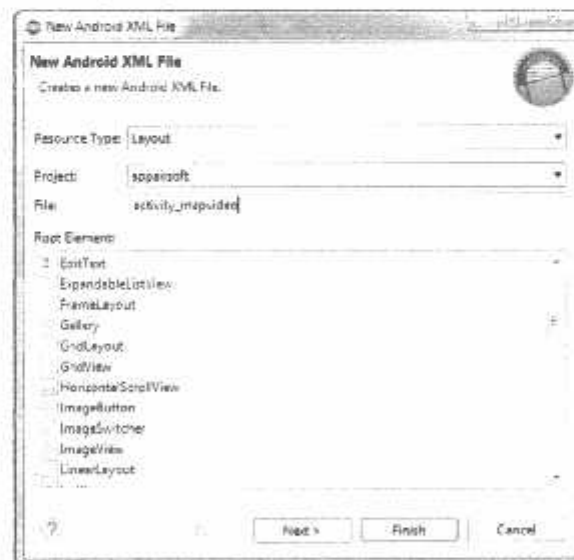 New Android XML File
New Android XML File
Creates a new Android XML File.
Resource Type: Layout
Project: appairsoft
File: activity_mapvideo
Root Element:
EditText
ExpandableListView
FrameLayout
Gallery
GridLayout
GridView
HorizontalScrollView
ImageButton
ImageSwitcher
ImageView
LinearLayout
?
Next >
Finish
Cancel